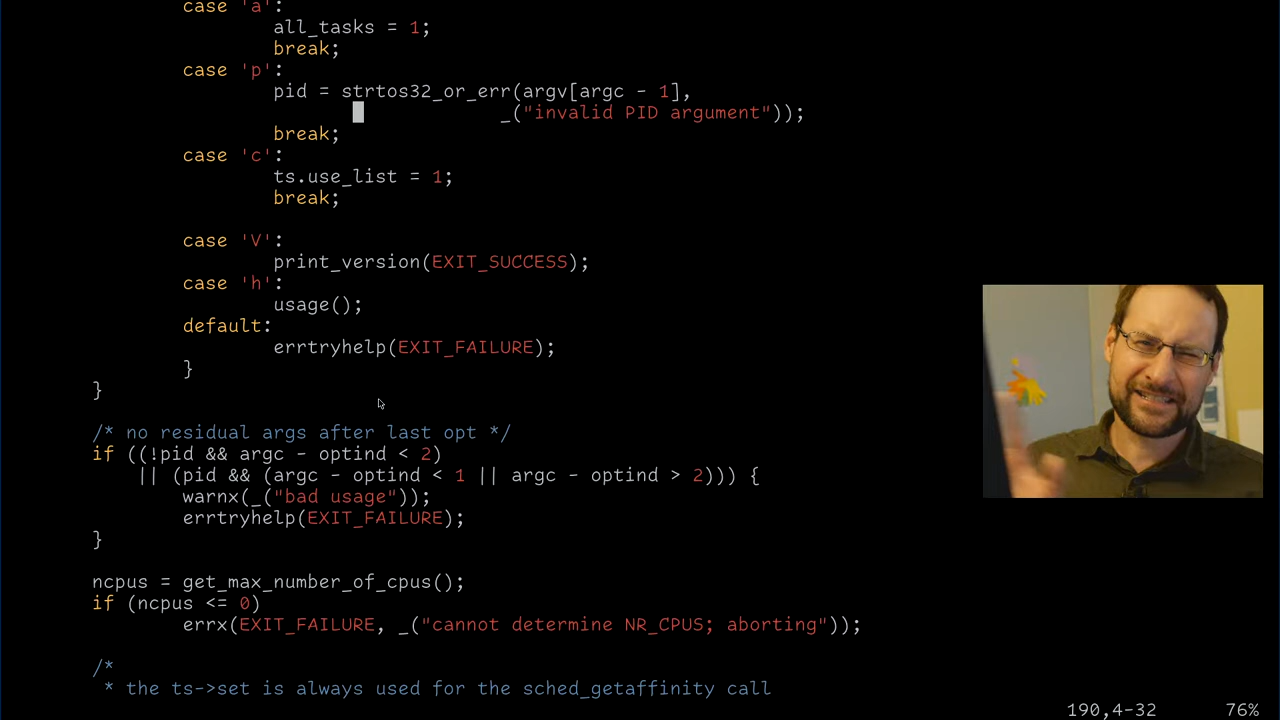 case 'a':
all_tasks = 1;
break;
case 'p':
pid = strtos32_or_err(argv[argc - 1],
_("invalid PID argument"));
break;
case 'c':
ts.use_list = 1;
break;
case 'V':
print_version(EXIT_SUCCESS);
case 'h':
usage();
default:
errtryhelp(EXIT_FAILURE);
}
}
/* no residual args after last opt */
if ((!pid && argc - optind < 2)
|| (pid && (argc - optind < 1 || argc - optind > 2))) {
warnx(_("bad usage"));
errtryhelp(EXIT_FAILURE);
}
ncpus = get_max_number_of_cpus();
if (ncpus <= 0)
errx(EXIT_FAILURE, _("cannot determine NR_CPUS; aborting"));
/*
* the ts->set is always used for the sched_getaffinity call
190,4-32 76%